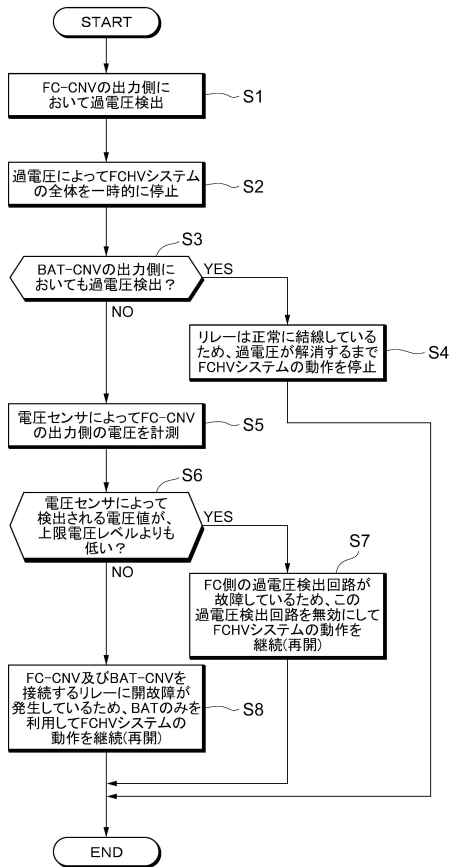 START
FC-CNVの出力側に
おいて過電圧検出
S1
過電圧によってFCHVシステム
の全体を一時的に停止
S2
S3
BAT-CNVの出力側に
おいても過電圧検出?
YES
NO
リレーは正常に結線している
ため、過電圧が解消するまで
FCHVシステムの動作を停止
S4
電圧センサによってFC-CNV
の出力側の電圧を計測
S5
S6
電圧センサによって
検出される電圧値が、
上限電圧レベルよりも
低い?
YES
NO
S7
FC側の過電圧検出回路が
故障しているため、この
過電圧検出回路を無効にして
FCHVシステムの動作を
継続(再開)
FC-CNV及びBAT-CNVを
接続するリレーに開故障が
発生しているため、BATのみを
利用してFCHVシステムの
動作を継続(再開)
S8
END